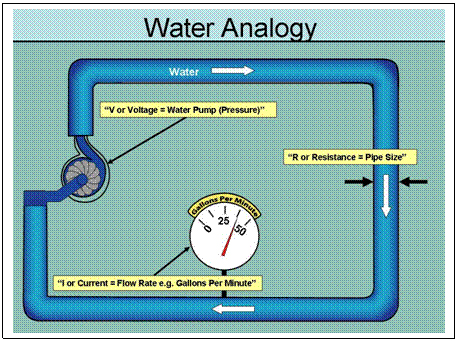 Water Analogy
Water
“V or Voltage = Water Pump (Pressure)”
“R or Resistance = Pipe Size”
Gallons Per Minute
0 25 50
“I or Current = Flow Rate e.g. Gallons Per Minute”